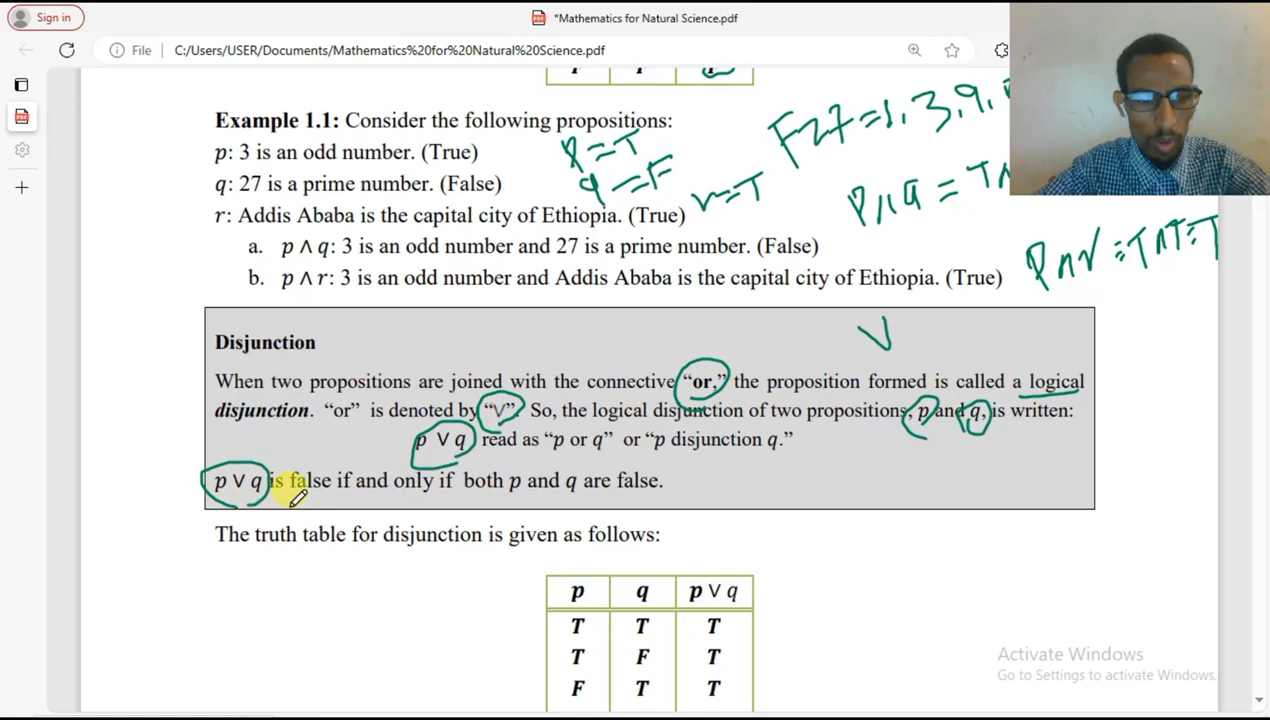 Sign in
*Mathematics for Natural Science.pdf
File C:/Users/USER/Documents/Mathematics%20for%20Natural%20Science.pdf
Example 1.1: Consider the following propositions:
p: 3 is an odd number. (True)
q: 27 is a prime number. (False)
r: Addis Ababa is the capital city of Ethiopia. (True)
a. p ∧ q: 3 is an odd number and 27 is a prime number. (False)
b. p ∧ r: 3 is an odd number and Addis Ababa is the capital city of Ethiopia. (True)
P = T
q = F
r = T
F27 = 1, 3, 9,
P ∧ q = T ∧
P ∧ r = T ∧ T = T
Disjunction
V
When two propositions are joined with the connective “or,” the proposition formed is called a logical
disjunction. “or” is denoted by “∨”. So, the logical disjunction of two propositions, p and q, is written:
p ∨ q read as “p or q” or “p disjunction q.”
p ∨ q is false if and only if both p and q are false.
The truth table for disjunction is given as follows:
p q p ∨ q
T T T
T F T
F T T
Activate Windows
Go to Settings to activate Windows.